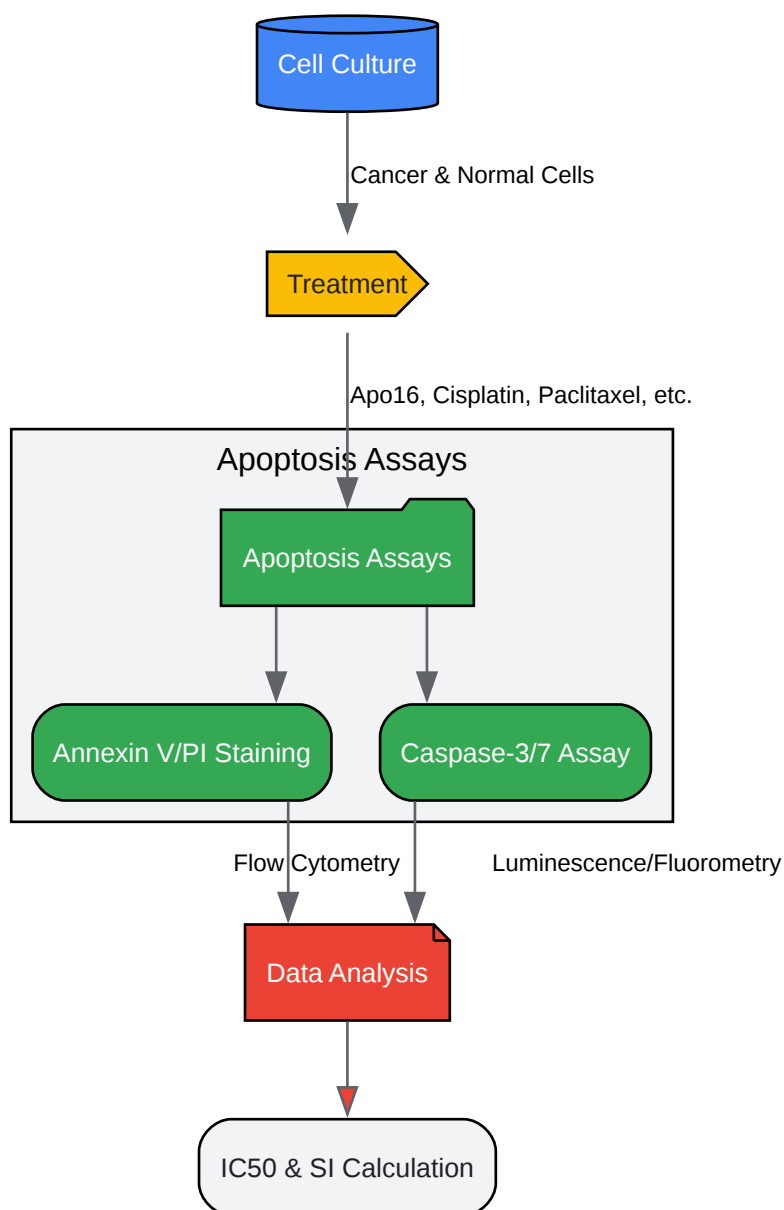 Cell Culture
Cancer & Normal Cells
Treatment
Apo16, Cisplatin, Paclitaxel, etc.
Apoptosis Assays
Apoptosis Assays
Annexin V/PI Staining
Caspase-3/7 Assay
Flow Cytometry
Luminescence/Fluorometry
Data Analysis
IC50 & SI Calculation